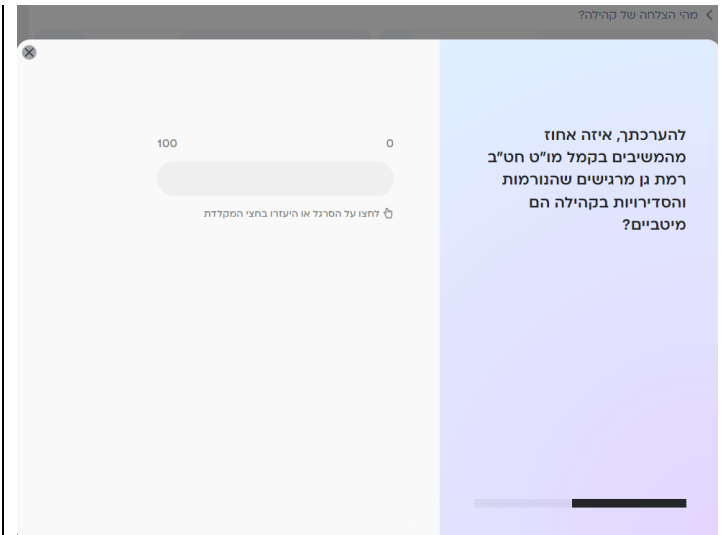 מהי הצלחה של קהילה?
להערכתך, איזה אחוז
מהמשיבים בקמל מו"ט חט"ב
רמת גן מרגישים שהנורמות
והסדירויות בקהילה הם
מיטביים?
0 100
לחצו על הסרגל או היעזרו בחצי המקלדת